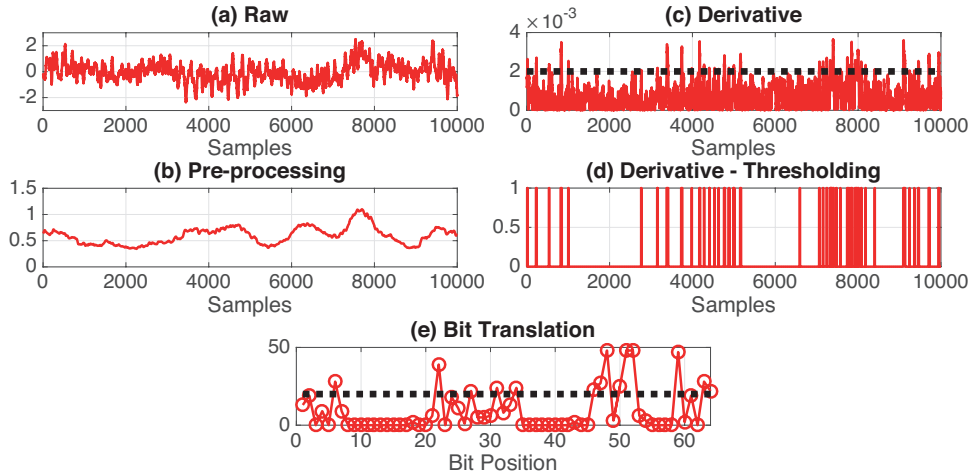 (a) Raw
2
0
-2
0 2000 4000 6000 8000 10000
Samples
(b) Pre-processing
1.5
1
0.5
0
0 2000 4000 6000 8000 10000
Samples
(c) Derivative
4 × 10-3
2
0
0 2000 4000 6000 8000 10000
Samples
(d) Derivative - Thresholding
1
0.5
0
0 2000 4000 6000 8000 10000
Samples
(e) Bit Translation
50
0
0 10 20 30 40 50 60
Bit Position